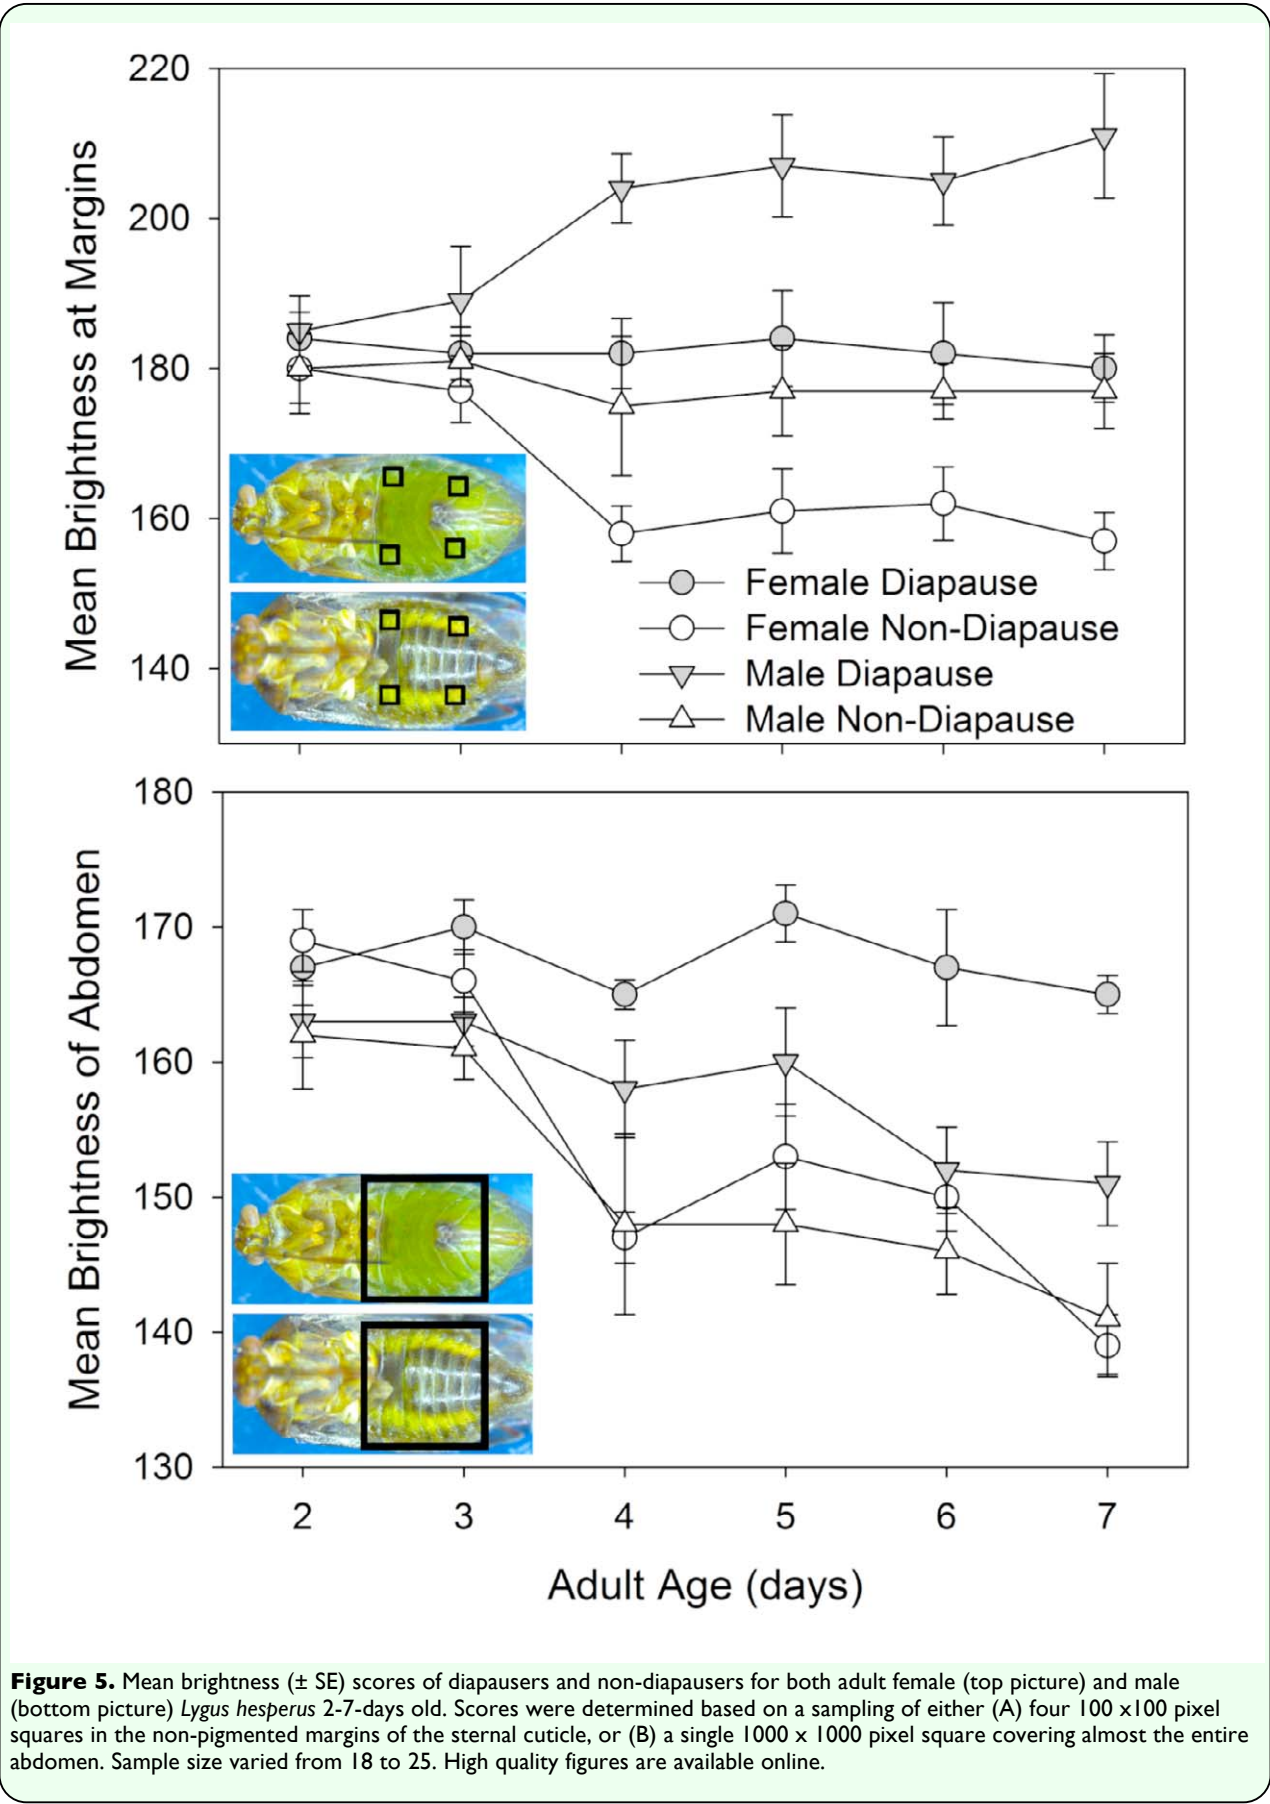 220
200
180
160
140
Mean Brightness at Margins
Female Diapause
Female Non-Diapause
Male Diapause
Male Non-Diapause
180
170
160
150
140
130
Mean Brightness of Abdomen
2 3 4 5 6 7
Adult Age (days)
Figure 5. Mean brightness (± SE) scores of diapausers and non-diapausers for both adult female (top picture) and male
(bottom picture) Lygus hesperus 2-7-days old. Scores were determined based on a sampling of either (A) four 100 x100 pixel
squares in the non-pigmented margins of the sternal cuticle, or (B) a single 1000 x 1000 pixel square covering almost the entire
abdomen. Sample size varied from 18 to 25. High quality figures are available online.